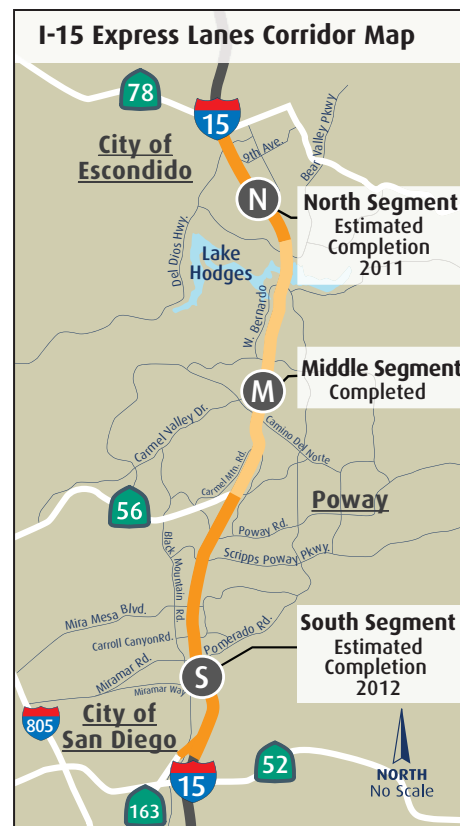 I-15 Express Lanes Corridor Map
78
15
9th Ave.
Bear Valley Pkwy
City of
Escondido
N
North Segment
Estimated
Completion
2011
Del Dios Hwy.
Lake
Hodges
W. Bernardo
M
Middle Segment
Completed
Carmel Valley Dr.
Camino Del Norte
Carmel Mtn. Rd.
56
Poway
Poway Rd.
Black Mountain Rd.
Scripps Poway Pkwy.
Mira Mesa Blvd.
Carroll Canyon Rd.
Pomerado Rd.
Miramar Rd.
Miramar Way
S
South Segment
Estimated
Completion
2012
805
City of
San Diego
15
52
163
NORTH
No Scale